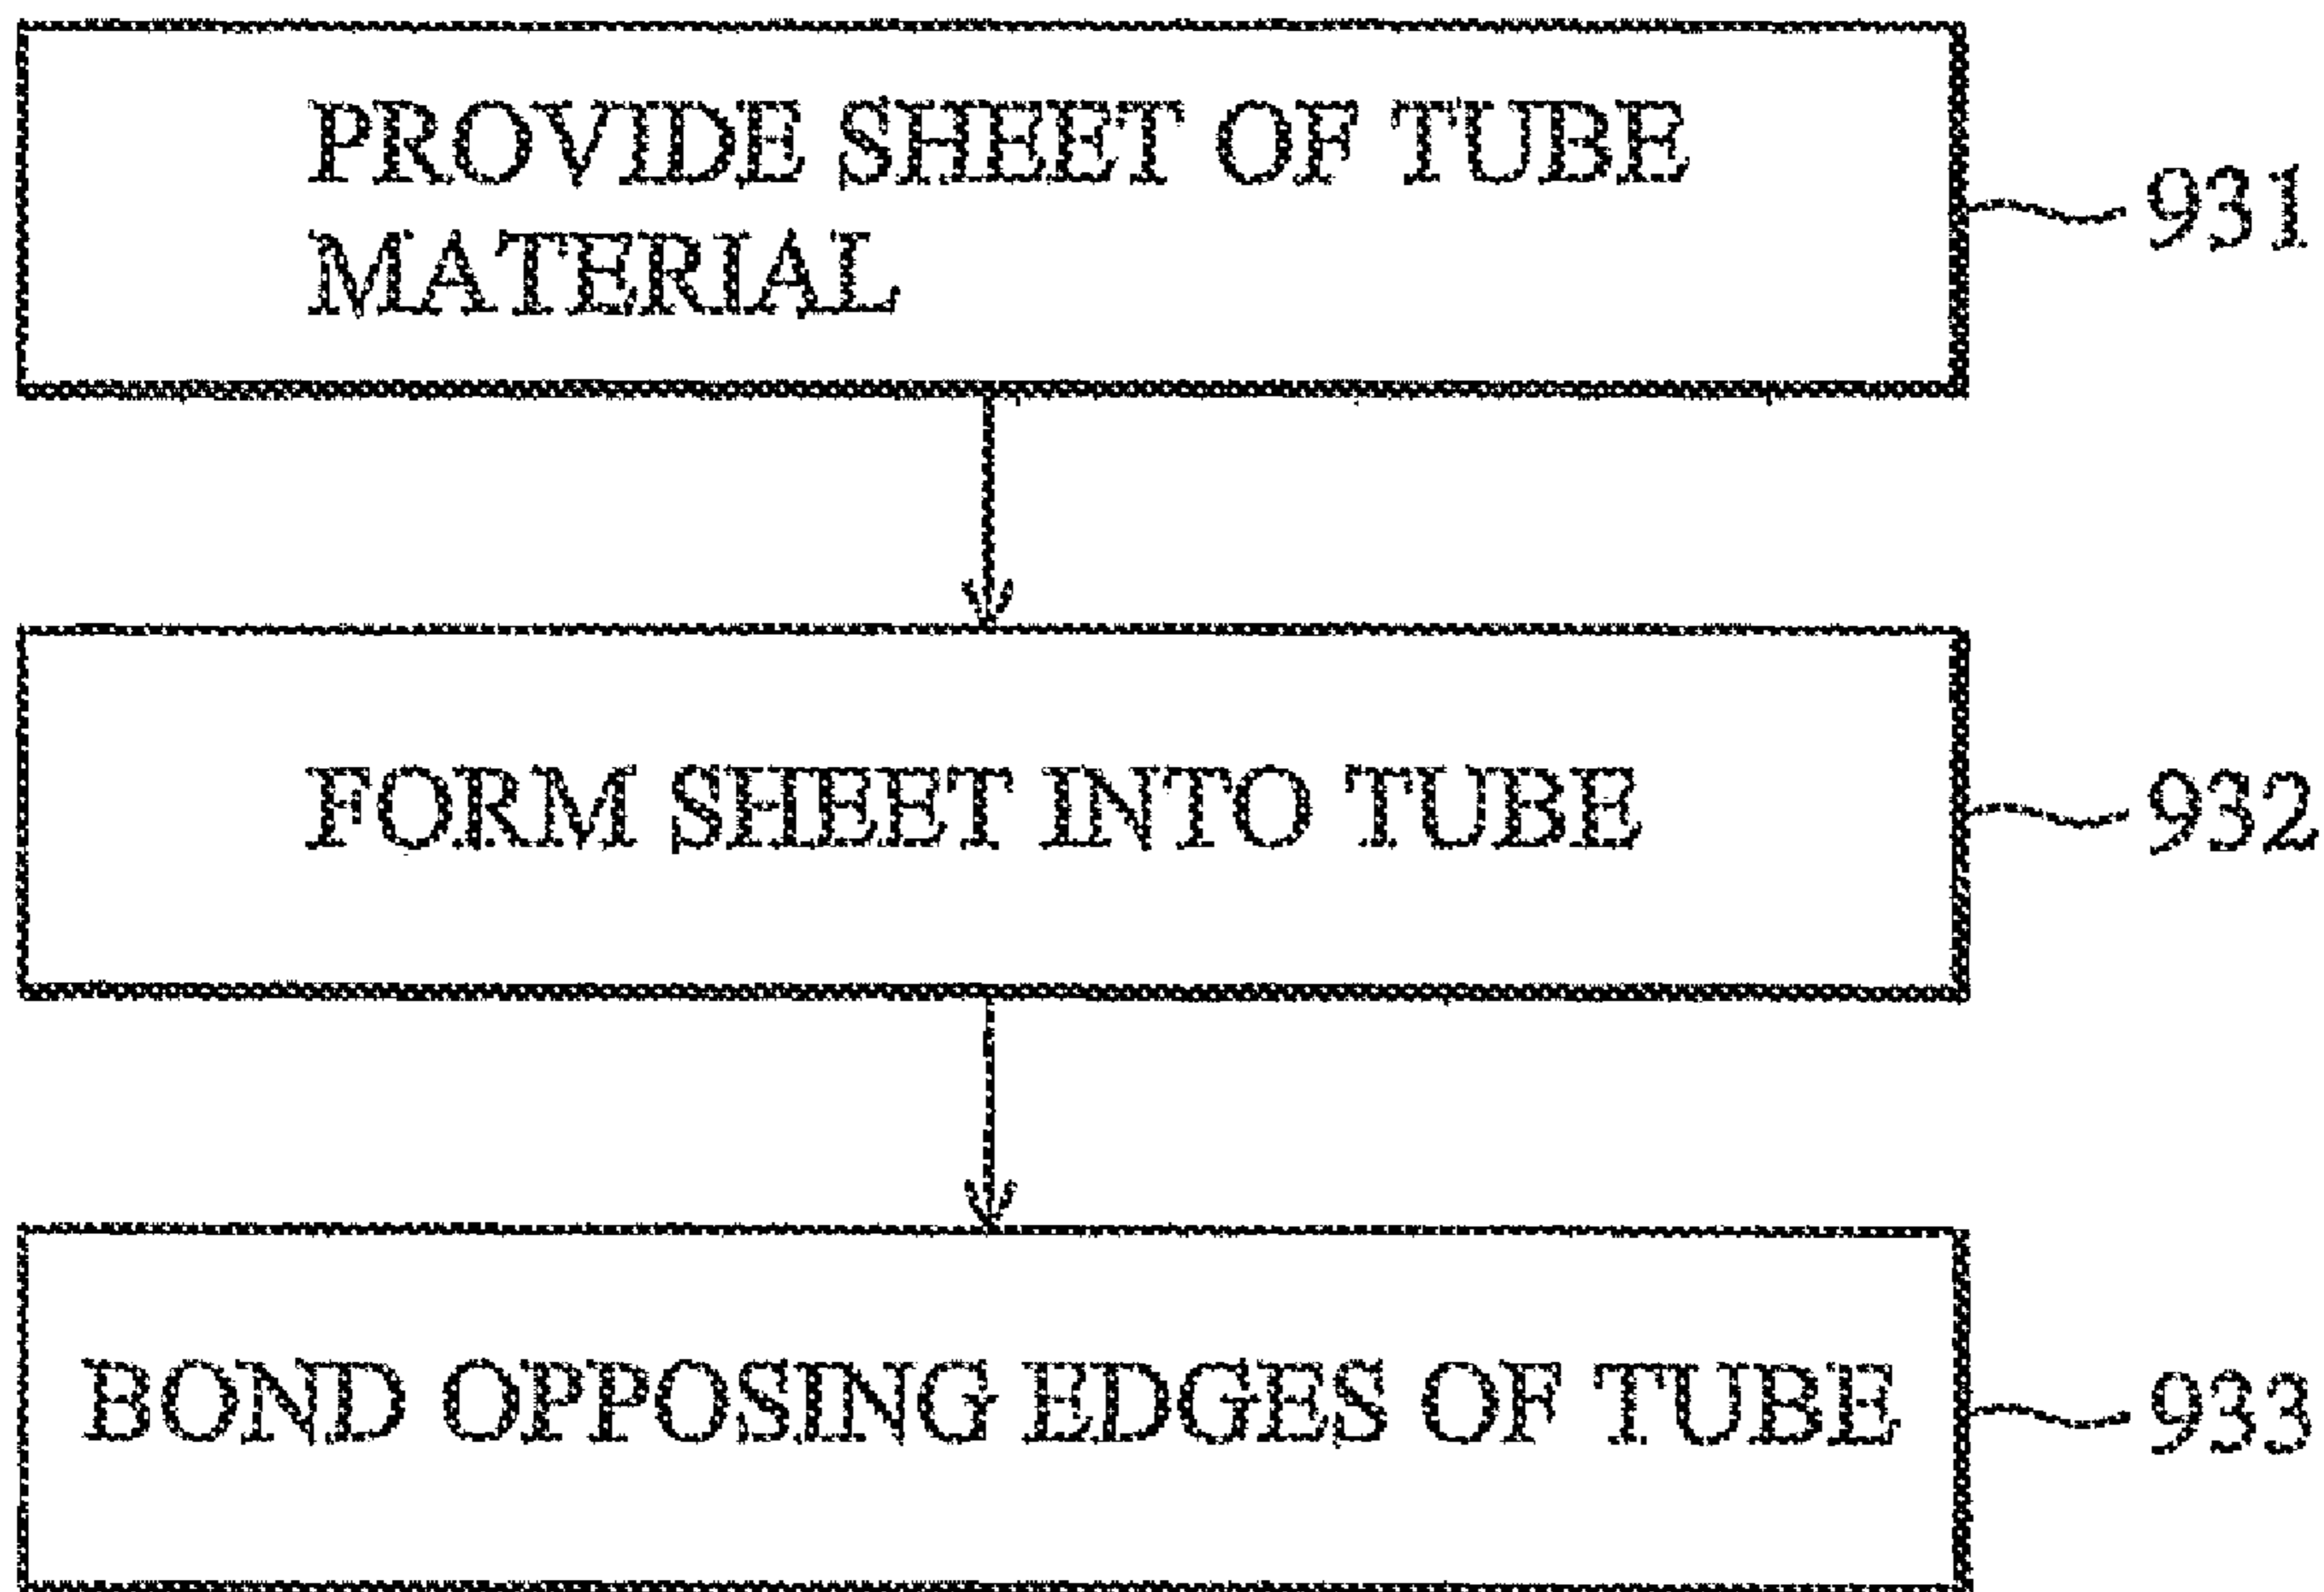 PROVIDE SHEET OF TUBE
MATERIAL
931
FORM SHEET INTO TUBE
932
BOND OPPOSING EDGES OF TUBE
933